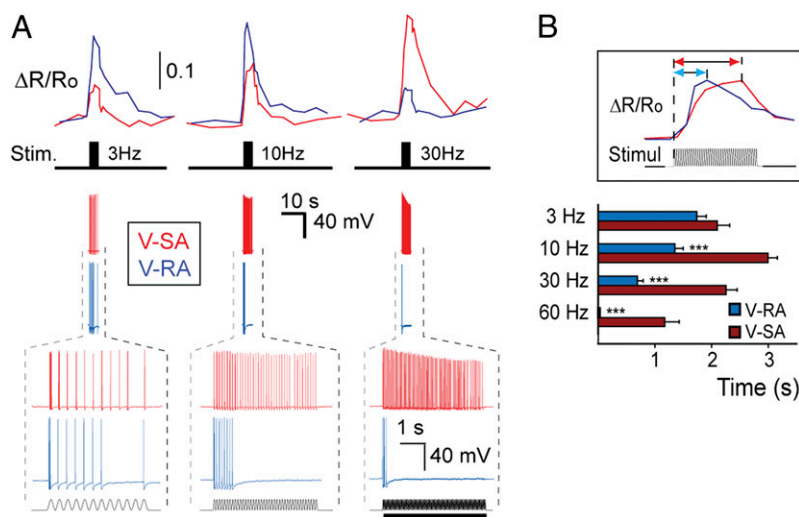 A
ΔR/Ro
0.1
Stim.
3Hz
10Hz
30Hz
10 s
40 mV
V-SA
V-RA
1 s
40 mV
B
ΔR/Ro
Stimul
3 Hz
10 Hz
***
30 Hz
***
60 Hz
***
V-RA
V-SA
1
2
3
Time (s)